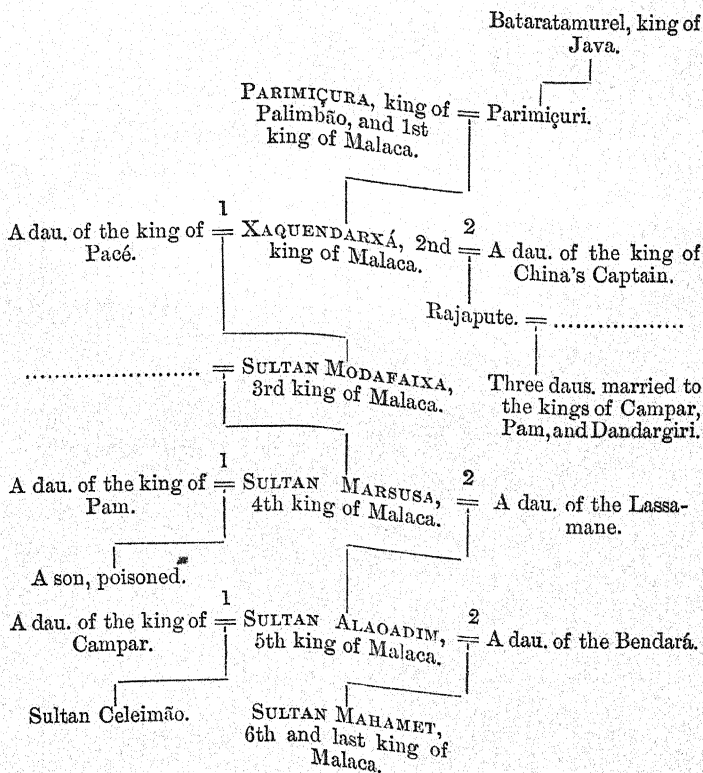 Bataratamurel, king of
Java.
PARIMIÇURA, king of
Palimbão, and 1st
king of Malaca.
= Parimiçuri.
1
2
A dau. of the king of
Pacé.
= XAQUENDARXÁ, 2nd
king of Malaca.
= A dau. of the king of
China's Captain.
Rajapute. = ..................
Three daus. married to
the kings of Campar,
Pam, and Dandargiri.
........................ = SULTAN MODAFAIXA,
3rd king of Malaca.
1
2
A dau. of the king of
Pam.
= SULTAN MARSUSA,
4th king of Malaca.
= A dau. of the Lassa-
mane.
A son, poisoned.
1
2
A dau. of the king of
Campar.
= SULTAN ALAOADIM,
5th king of Malaca.
= A dau. of the Bendará.
Sultan Celeimão.
SULTAN MAHAMET,
6th and last king of
Malaca.